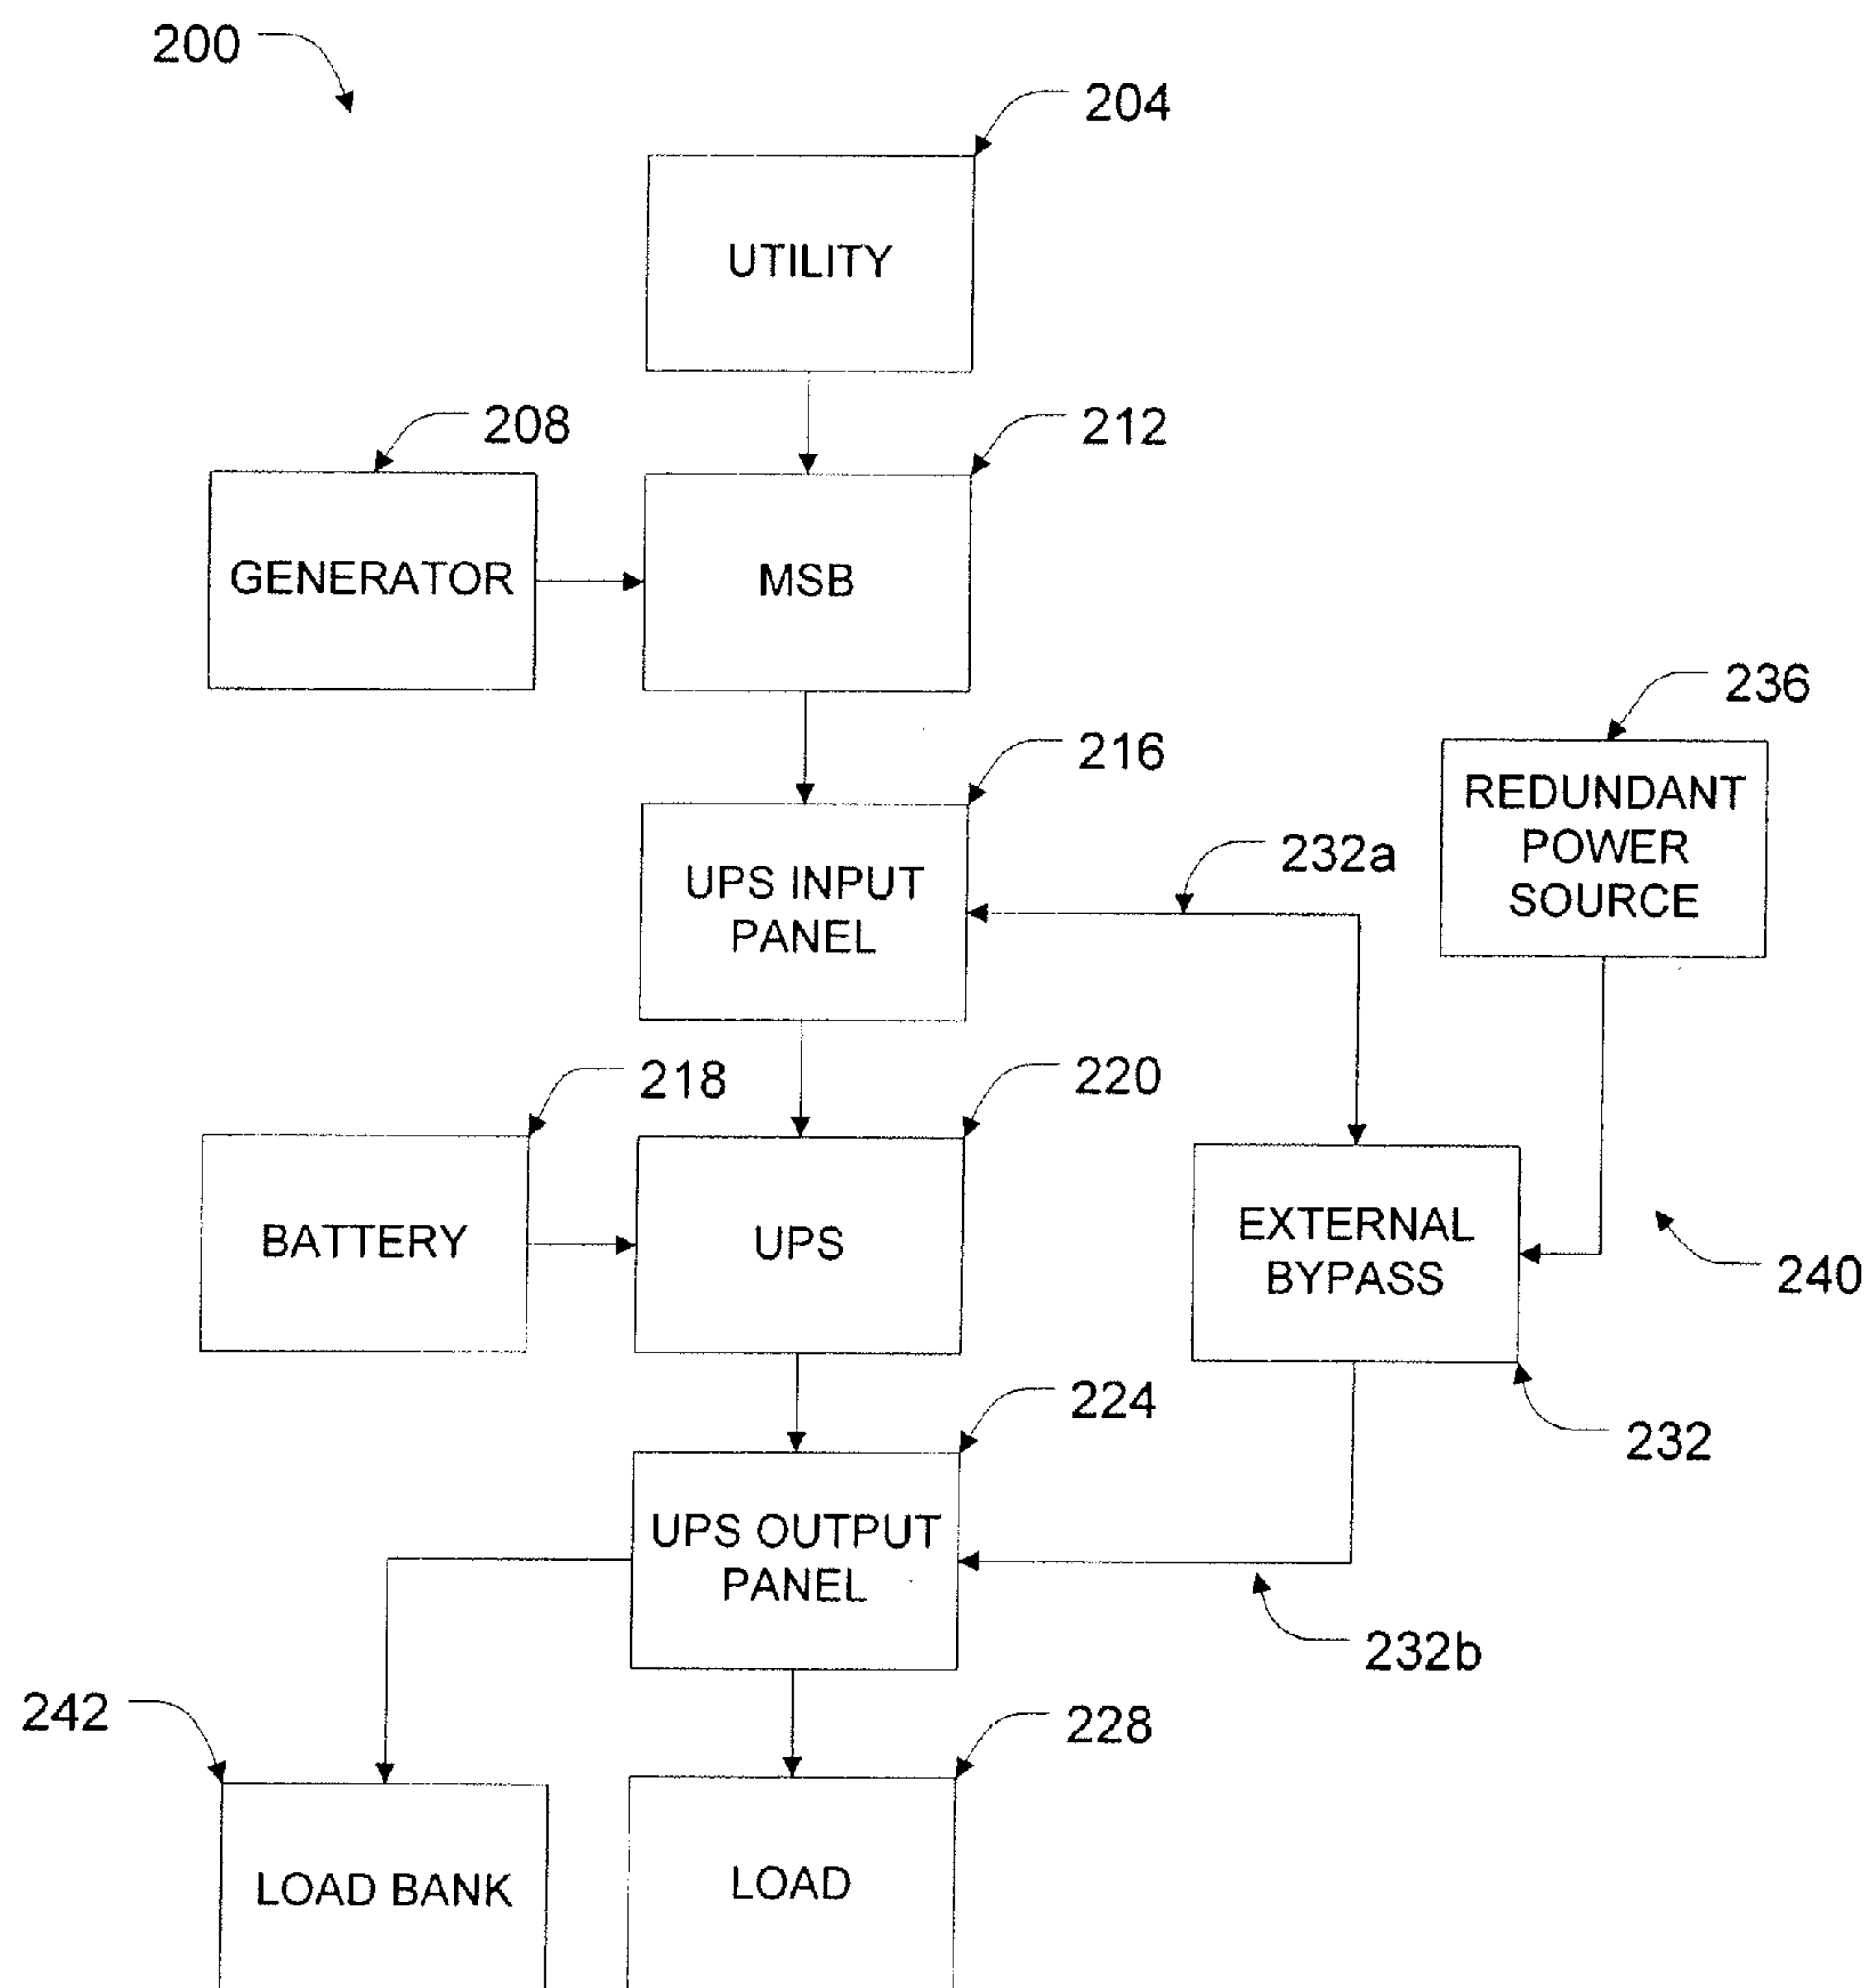 200
204
UTILITY
208
212
GENERATOR
MSB
236
216
REDUNDANT
POWER
SOURCE
232a
UPS INPUT
PANEL
218
220
BATTERY
UPS
EXTERNAL
BYPASS
240
224
232
UPS OUTPUT
PANEL
232b
242
228
LOAD BANK
LOAD